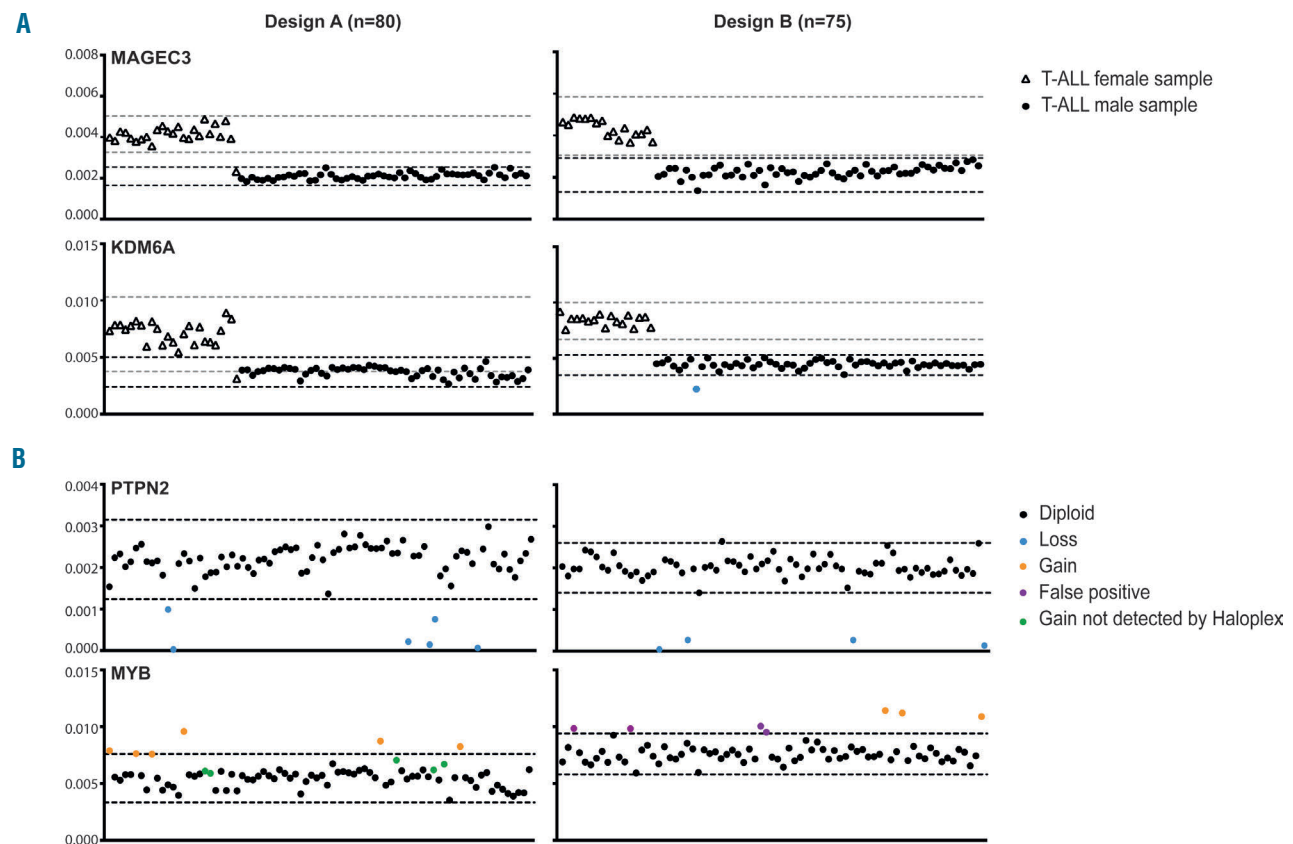 A
Design A (n=80)
Design B (n=75)
MAGEC3
0.008
0.006
0.004
0.002
0.000
T-ALL female sample
T-ALL male sample
KDM6A
0.015
0.010
0.005
0.000
B
PTPN2
0.004
0.003
0.002
0.001
0.000
Diploid
Loss
Gain
False positive
Gain not detected by Haloplex
MYB
0.015
0.010
0.005
0.000